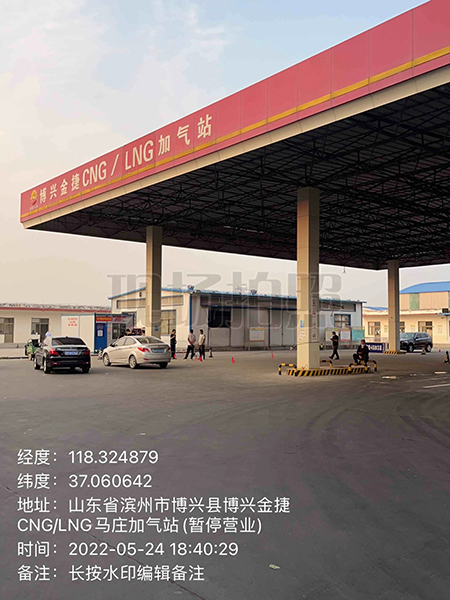 博兴金捷CNG/LNG加气站
现场拍照
经度：118.324879
纬度：37.060642
地址：山东省滨州市博兴县博兴金捷
CNG/LNG马庄加气站(暂停营业)
时间：2022-05-24 18:40:29
备注：长按水印编辑备注